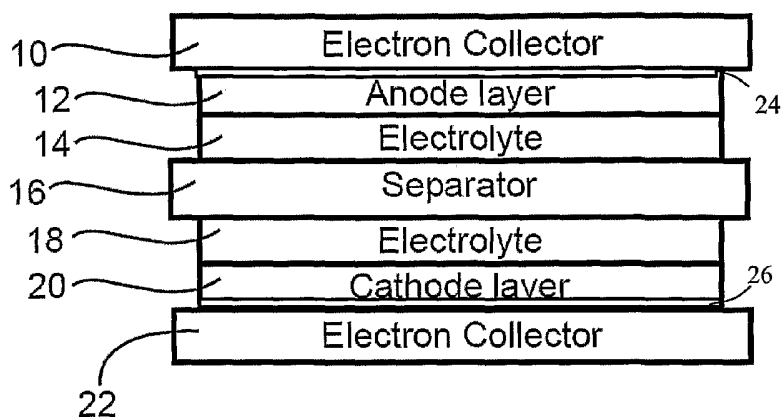 10 Electron Collector
12 Anode layer 24
14 Electrolyte
16 Separator
18 Electrolyte
20 Cathode layer 26
22 Electron Collector